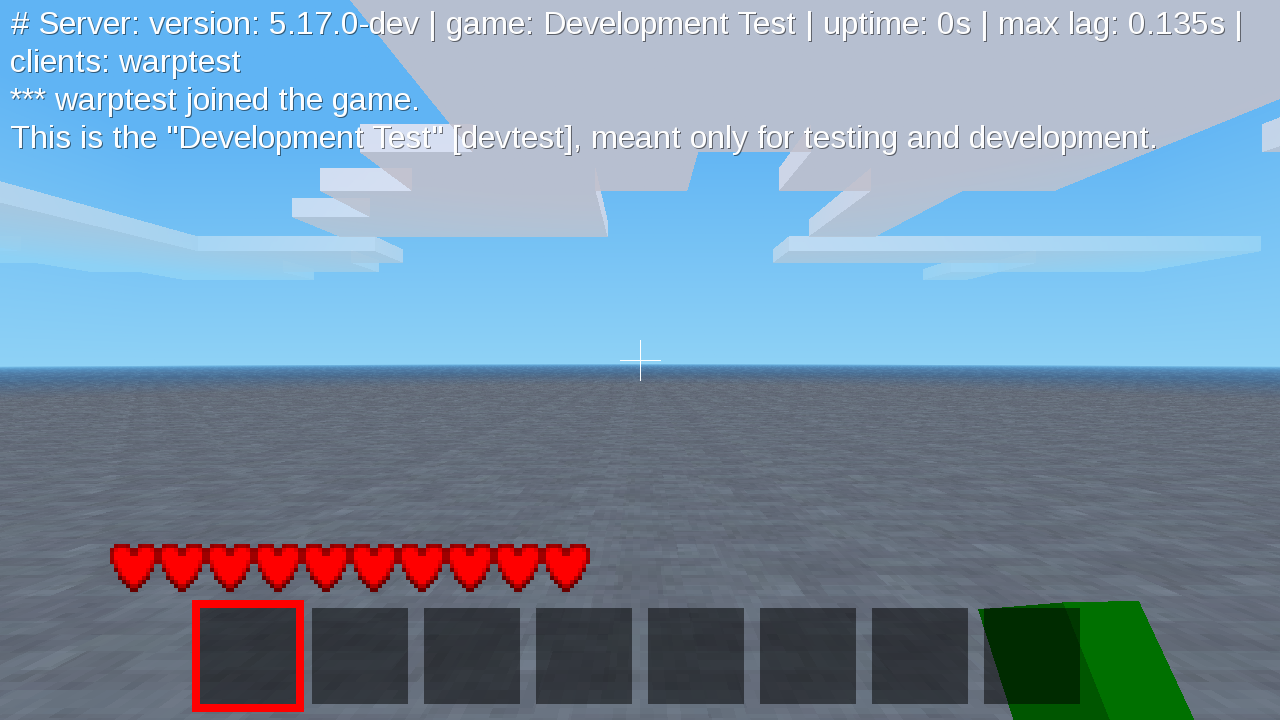 # Server: version: 5.17.0-dev | game: Development Test | uptime: 0s | max lag: 0.135s |
clients: warptest
*** warptest joined the game.
This is the "Development Test" [devtest], meant only for testing and development.